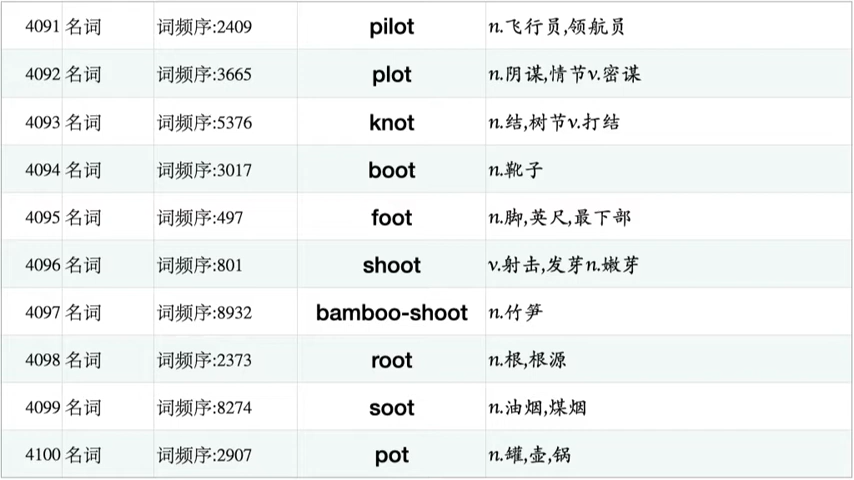 4091 名词 词频序:2409 pilot n.飞行员,领航员
4092 名词 词频序:3665 plot n.阴谋,情节v.密谋
4093 名词 词频序:5376 knot n.结,树节v.打结
4094 名词 词频序:3017 boot n.靴子
4095 名词 词频序:497 foot n.脚,英尺,最下部
4096 名词 词频序:801 shoot v.射击,发芽n.嫩芽
4097 名词 词频序:8932 bamboo-shoot n.竹笋
4098 名词 词频序:2373 root n.根,根源
4099 名词 词频序:8274 soot n.油烟,煤烟
4100 名词 词频序:2907 pot n.罐,壶,锅